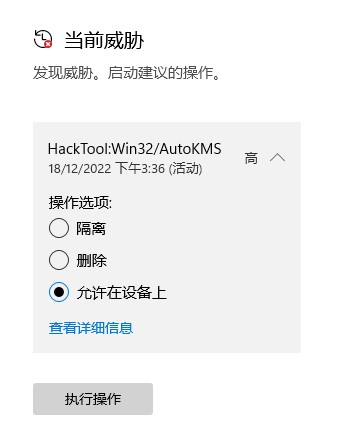 当前威胁
发现威胁。启动建议的操作。
HackTool:Win32/AutoKMS
高
18/12/2022 下午3:36 (活动)
操作选项:
隔离
删除
允许在设备上
查看详细信息
执行操作